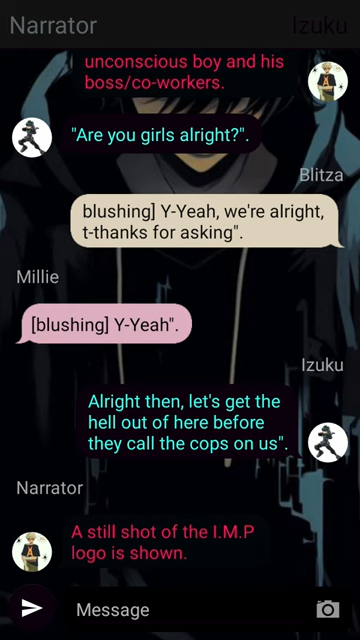 Narrator
Izuku
unconscious boy and his
boss/co-workers.
"Are you girls alright?".
Blitza
blushing] Y-Yeah, we're alright,
t-thanks for asking".
Millie
[blushing] Y-Yeah".
Izuku
Alright then, let's get the
hell out of here before
they call the cops on us".
Narrator
A still shot of the I.M.P
logo is shown.
Message